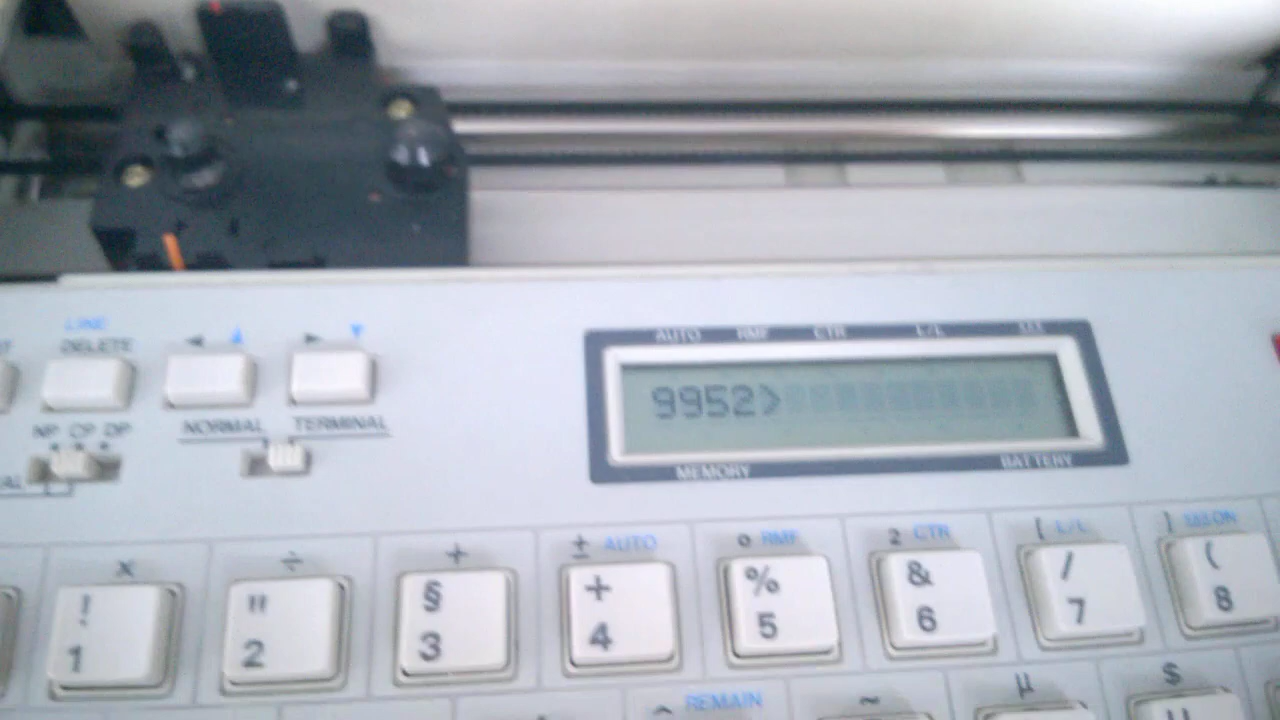 AUTO RMF CTR L/L
LINE
DELETE
9952>
NORMAL TERMINAL
NP CP DP
MEMORY BATTERY
× ÷ + ± AUTO o RMF 2 CTR [ L/L ]
! " § + % & / (
1 2 3 4 5 6 7 8
^ REMAIN ~ µ $